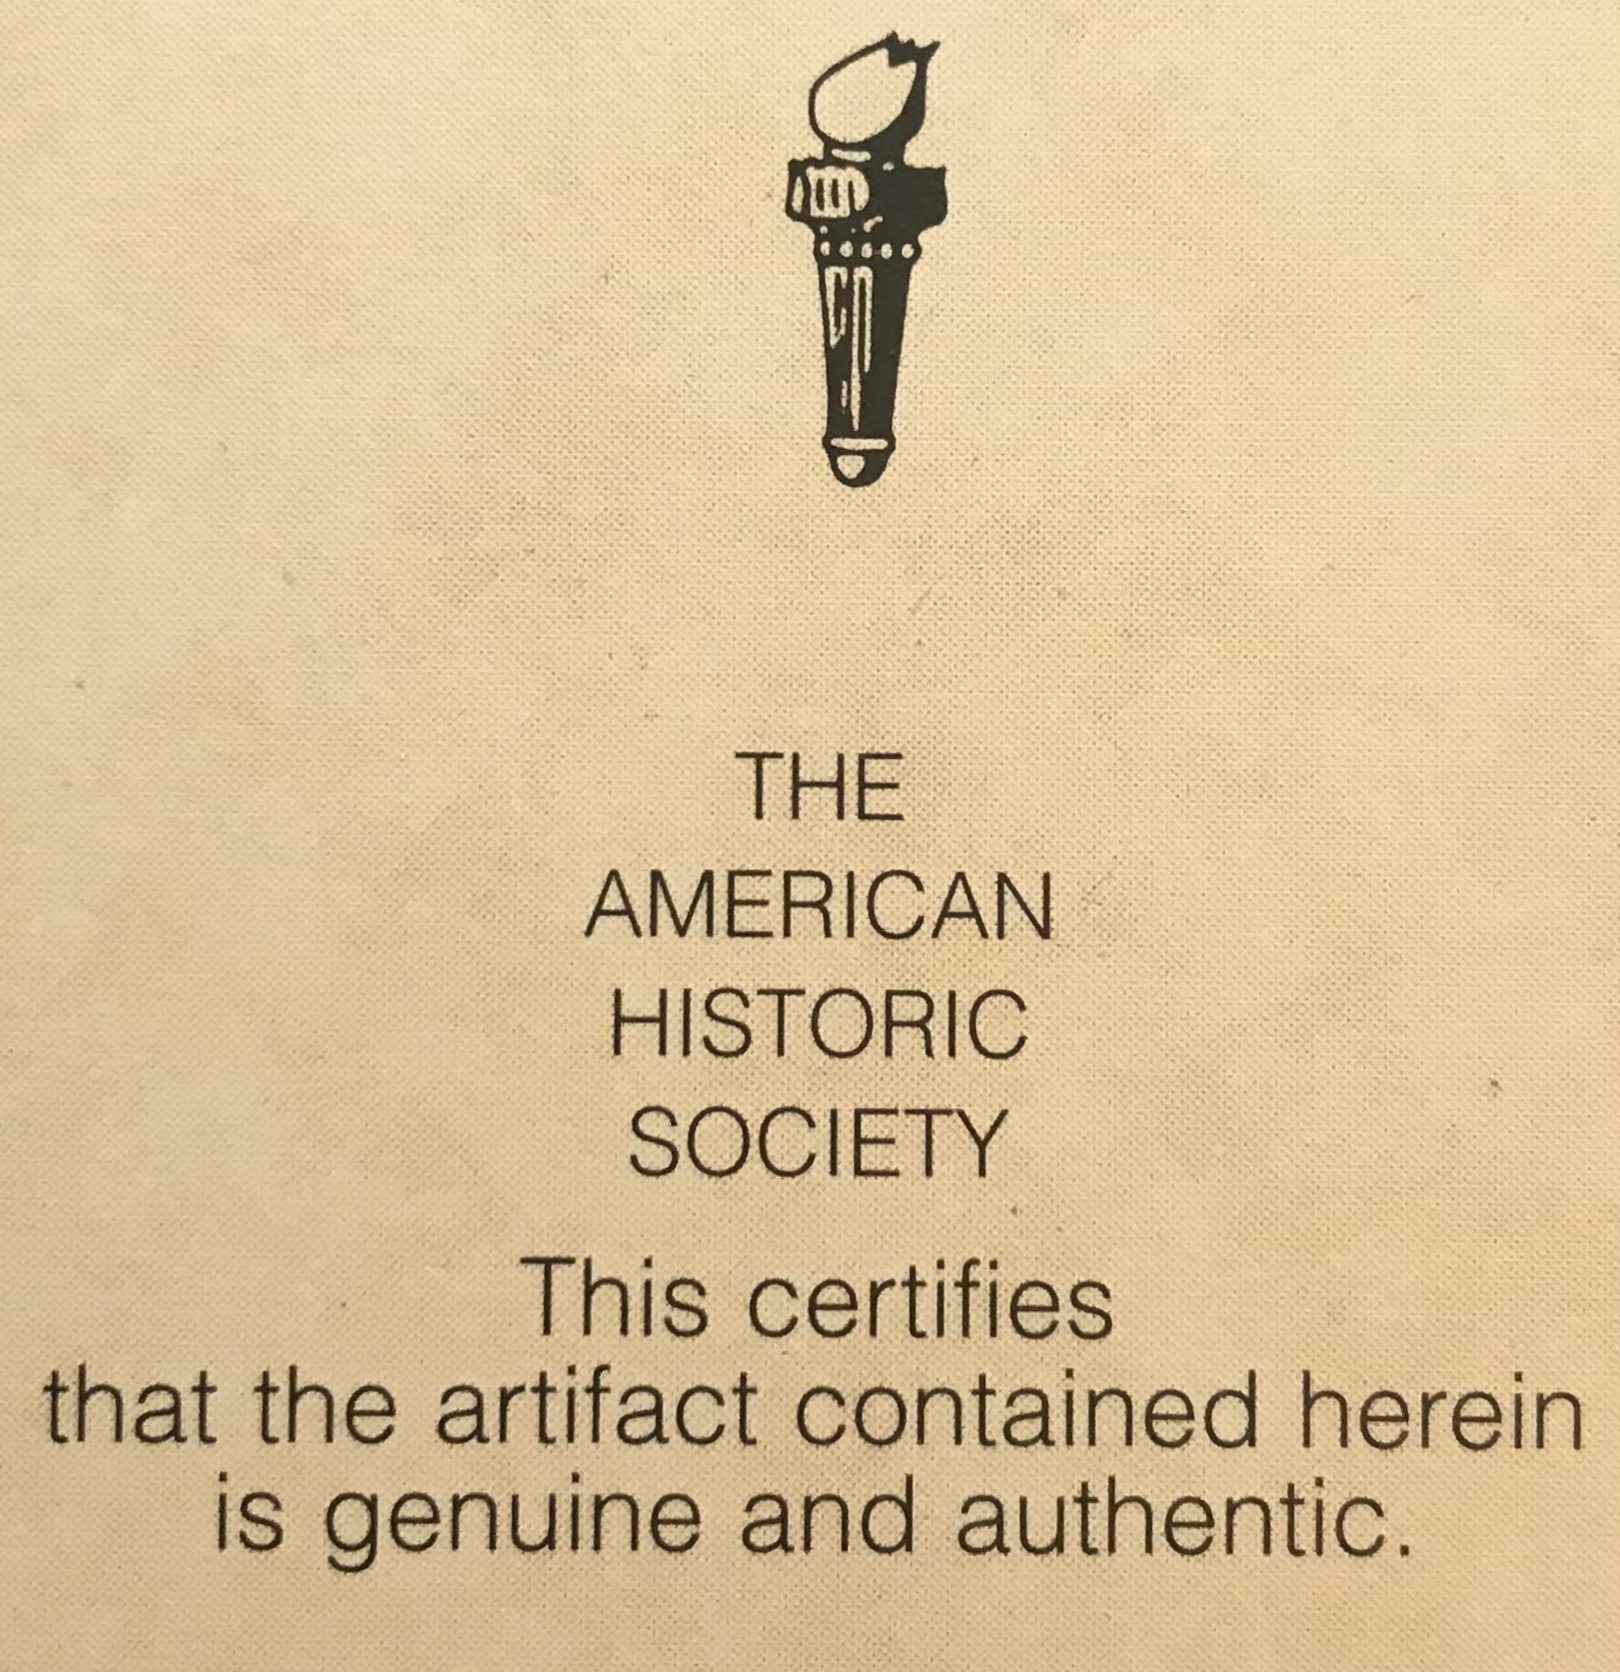 THE
AMERICAN
HISTORIC
SOCIETY
This certifies
that the artifact contained herein
is genuine and authentic.